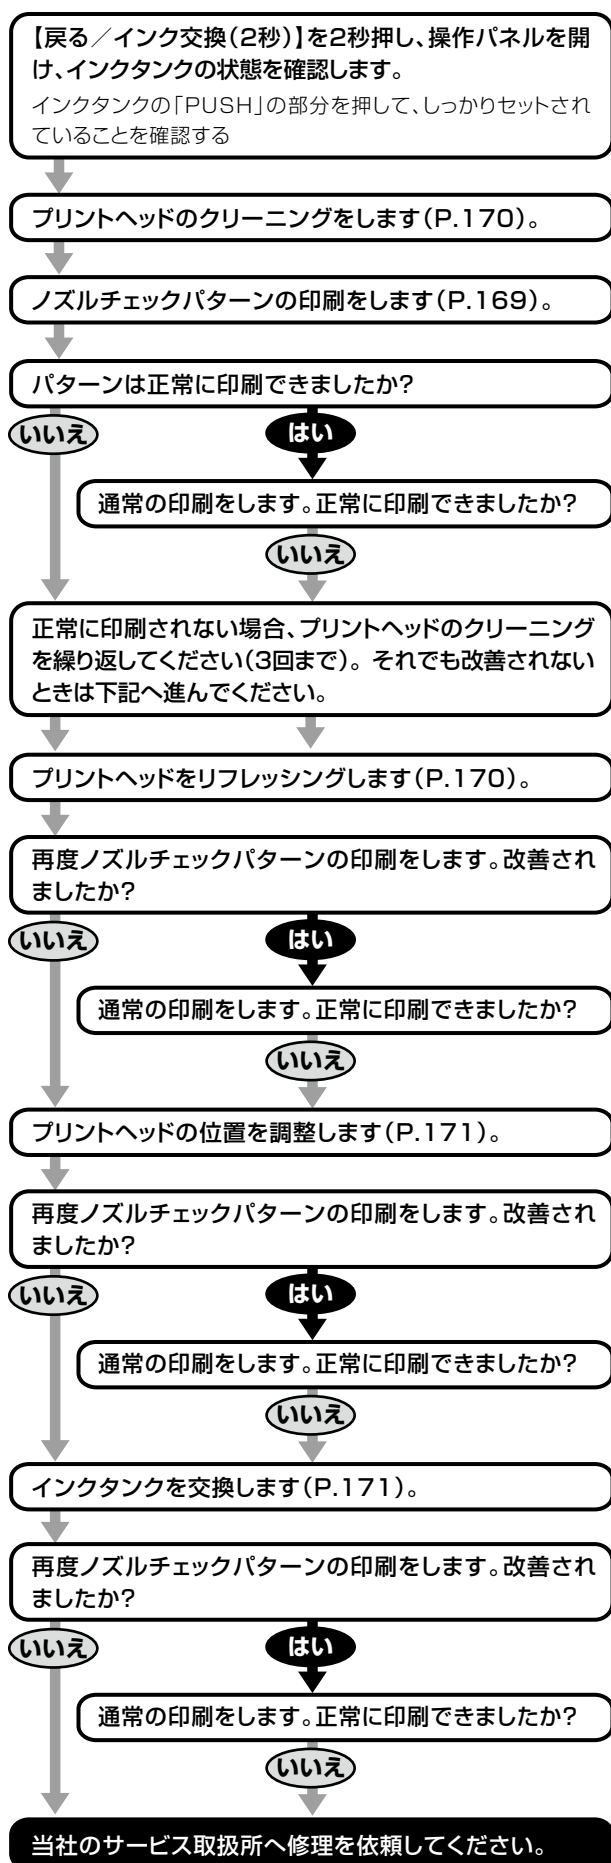 【戻る／インク交換(2秒)】を2秒押し、操作パネルを開
け、インクタンクの状態を確認します。
インクタンクの「PUSH」の部分を押して、しっかりセットされ
ていることを確認する
プリントヘッドのクリーニングをします(P.170)。
ノズルチェックパターンの印刷をします(P.169)。
パターンは正常に印刷できましたか?
いいえ
はい
通常の印刷をします。正常に印刷できましたか?
いいえ
正常に印刷されない場合、プリントヘッドのクリーニング
を繰り返してください(3回まで)。それでも改善されない
ときは下記へ進んでください。
プリントヘッドをリフレッシングします(P.170)。
再度ノズルチェックパターンの印刷をします。改善され
ましたか?
いいえ
はい
通常の印刷をします。正常に印刷できましたか?
いいえ
プリントヘッドの位置を調整します(P.171)。
再度ノズルチェックパターンの印刷をします。改善され
ましたか?
いいえ
はい
通常の印刷をします。正常に印刷できましたか?
いいえ
インクタンクを交換します(P.171)。
再度ノズルチェックパターンの印刷をします。改善され
ましたか?
いいえ
はい
通常の印刷をします。正常に印刷できましたか?
いいえ
当社のサービス取扱所へ修理を依頼してください。